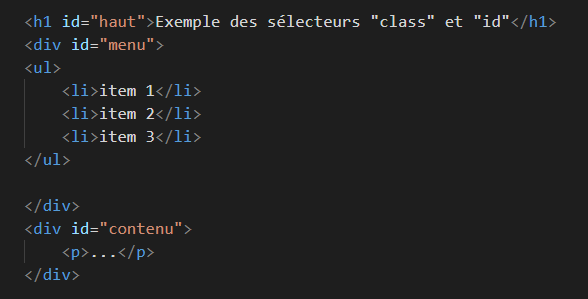 <h1 id="haut">Exemple des sélecteurs "class" et "id"</h1>
<div id="menu">
<ul>
    <li>item 1</li>
    <li>item 2</li>
    <li>item 3</li>
</ul>

</div>
<div id="contenu">
    <p>...</p>
</div>